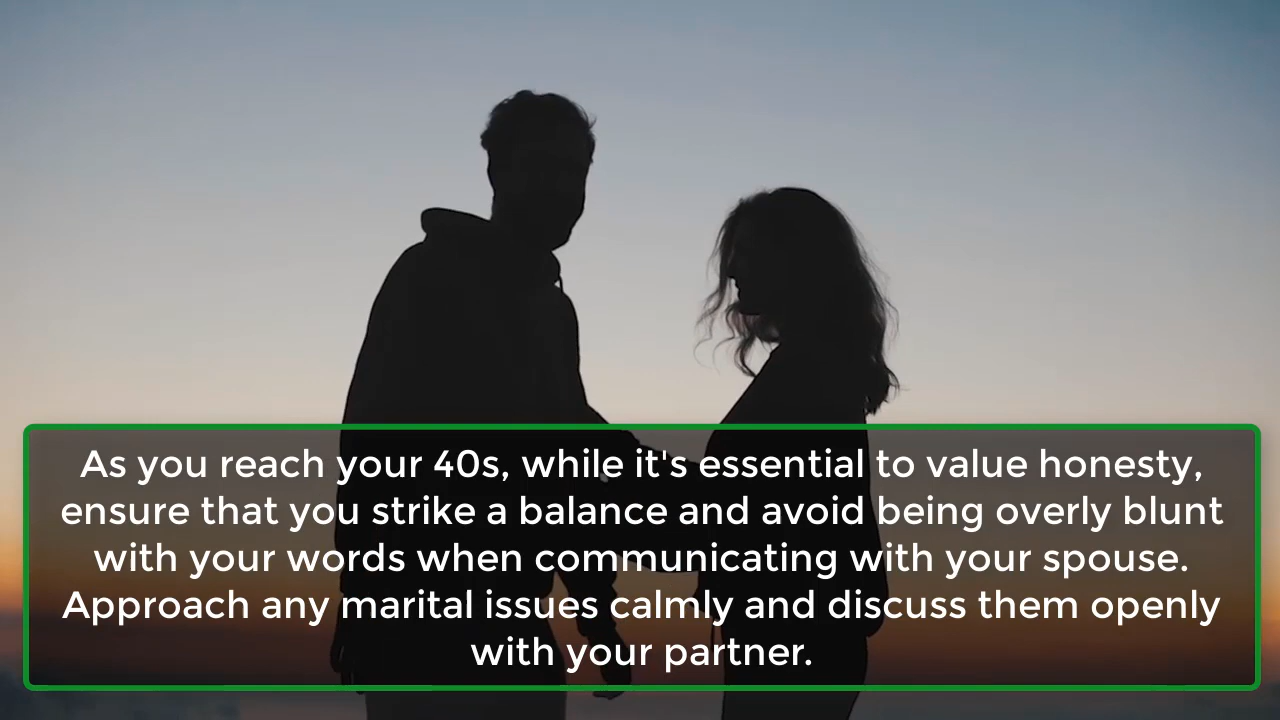 As you reach your 40s, while it's essential to value honesty,
ensure that you strike a balance and avoid being overly blunt
with your words when communicating with your spouse.
Approach any marital issues calmly and discuss them openly
with your partner.